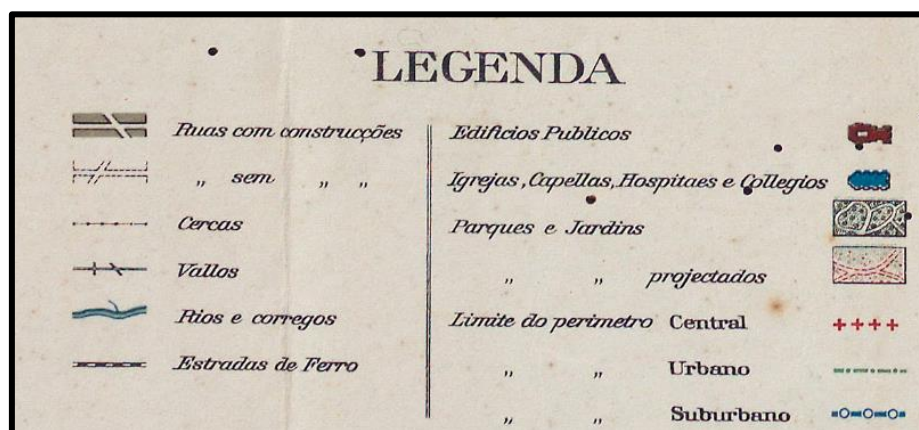 LEGENDA
Ruas com construcções
„ sem „ „
Cercas
Vallos
Rios e corregos
Estradas de Ferro
Edificios Publicos
Igrejas, Capellas, Hospitaes e Collegios
Parques e Jardins
„ „ projectados
Limite do perimetro Central
„ „ Urbano
„ „ Suburbano